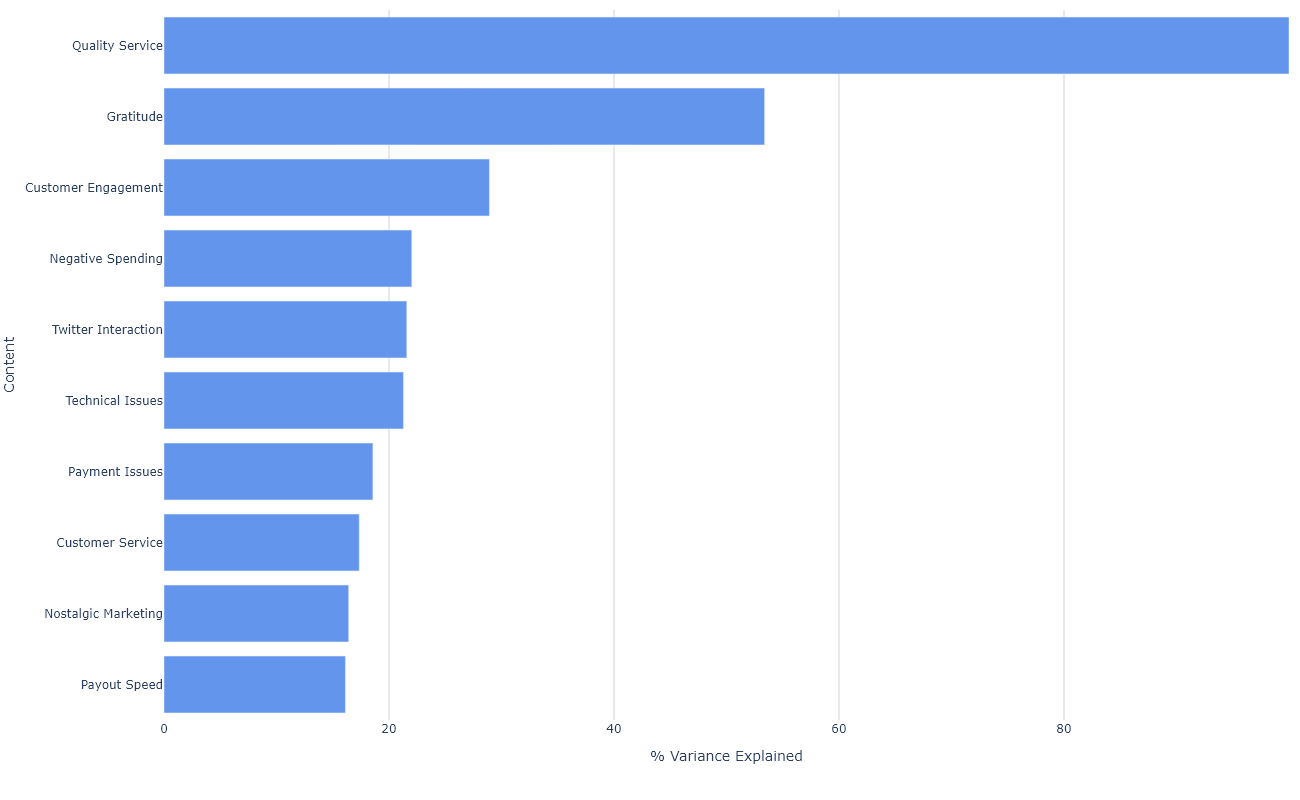 Quality Service
Gratitude
Customer Engagement
Negative Spending
Twitter Interaction
Technical Issues
Payment Issues
Customer Service
Nostalgic Marketing
Payout Speed
Content
0 20 40 60 80
% Variance Explained